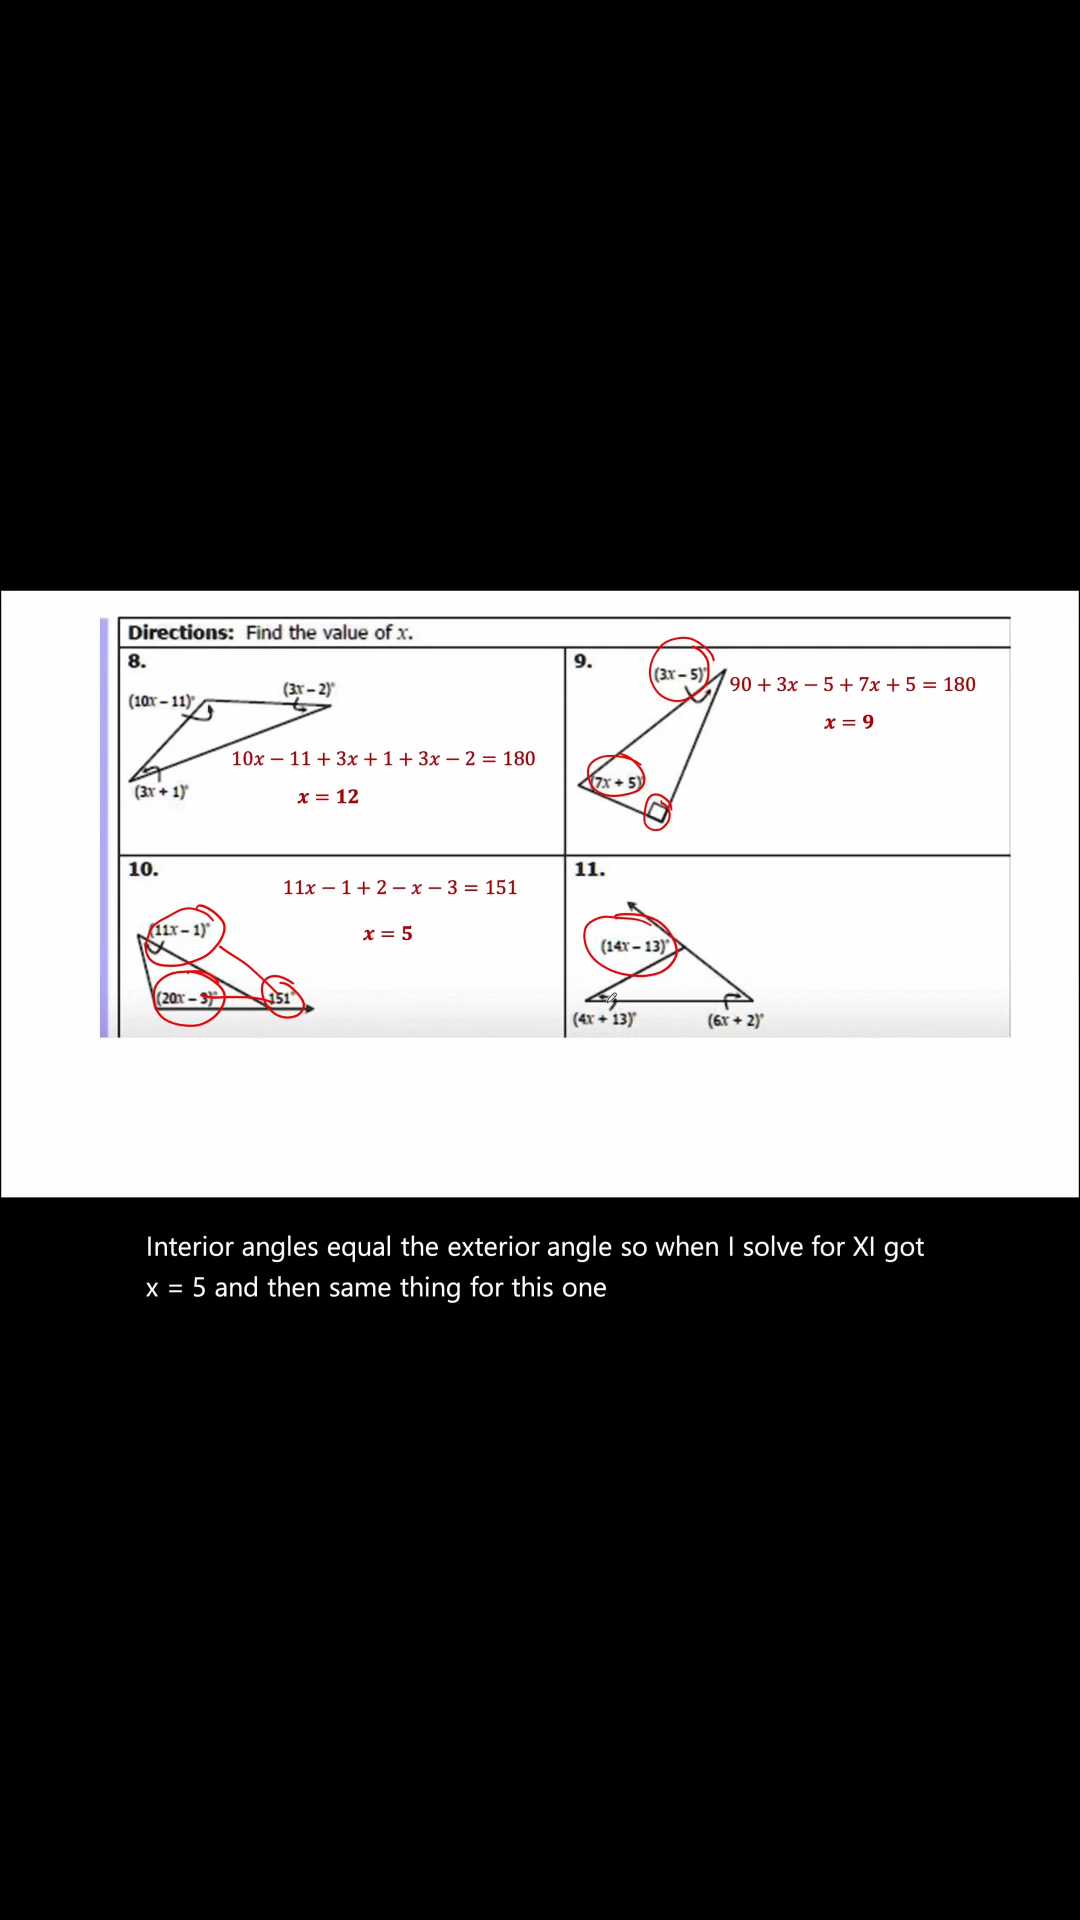 Directions: Find the value of x.
8.
(10x – 11)°
(3x – 2)°
10x − 11 + 3x + 1 + 3x − 2 = 180
(3x + 1)°
x = 12
9.
(3x – 5)°
90 + 3x − 5 + 7x + 5 = 180
x = 9
(7x + 5)°
10.
11x − 1 + 2 − x − 3 = 151
(11x – 1)°
x = 5
(20x – 3)°
151°
11.
(14x – 13)°
(4x + 13)°
(6x + 2)°
Interior angles equal the exterior angle so when I solve for XI got
x = 5 and then same thing for this one